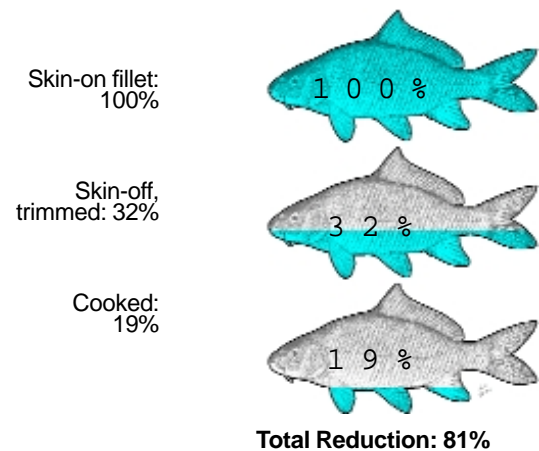 Skin-on fillet:
100%
1 0 0 %
Skin-off,
trimmed: 32%
3 2 %
Cooked:
19%
1 9 %
Total Reduction: 81%